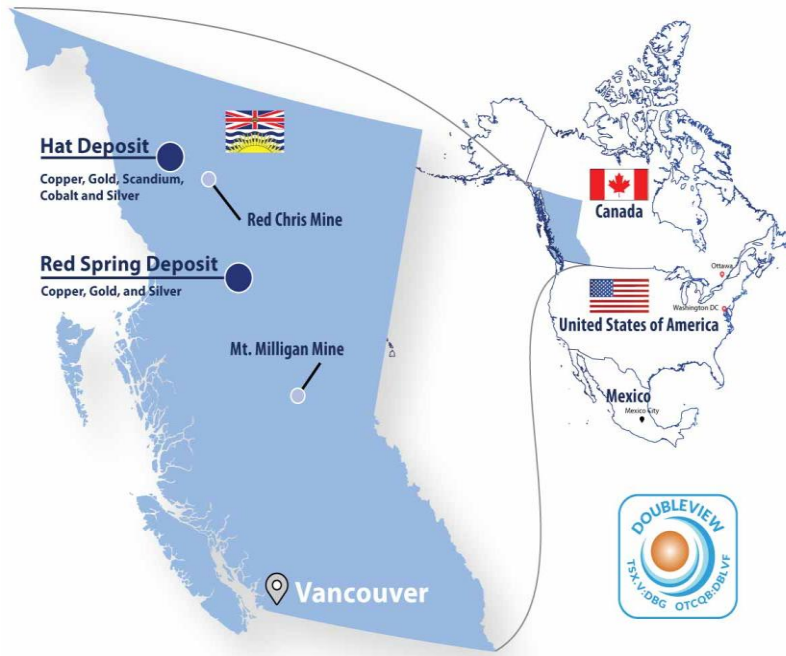 Hat Deposit
Copper, Gold, Scandium,
Cobalt and Silver
Red Chris Mine
Red Spring Deposit
Copper, Gold, and Silver
Mt. Milligan Mine
Vancouver
Canada
Ottawa
Washington DC
United States of America
Mexico
Mexico City
DOUBLEVIEW
TSX.V:DBG OTCQB:DBLVF